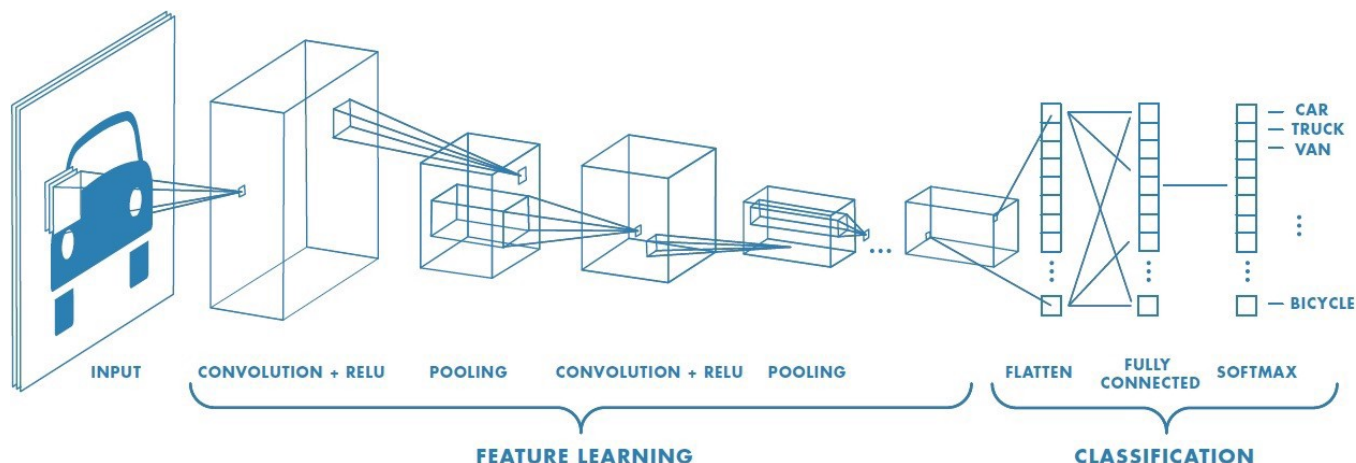 CAR
TRUCK
VAN
BICYCLE
INPUT
CONVOLUTION + RELU
POOLING
CONVOLUTION + RELU
POOLING
FLATTEN
FULLY
CONNECTED
SOFTMAX
FEATURE LEARNING
CLASSIFICATION